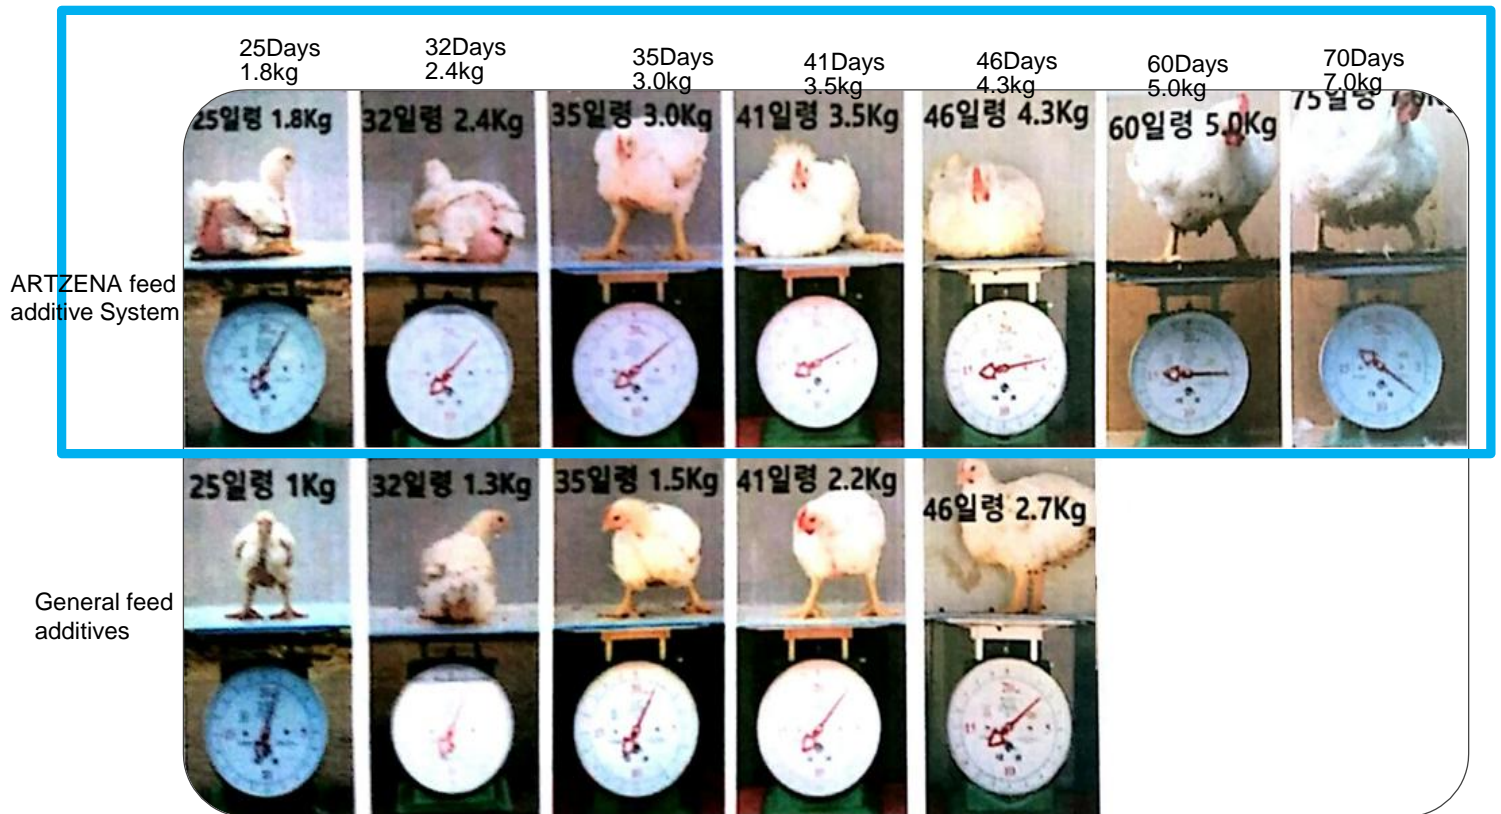 25Days
1.8kg
32Days
2.4kg
35Days
3.0kg
41Days
3.5kg
46Days
4.3kg
60Days
5.0kg
70Days
7.0kg
25일령 1.8Kg
32일령 2.4Kg
35일령 3.0Kg
41일령 3.5Kg
46일령 4.3Kg
60일령 5.0Kg
75일령
ARTZENA feed
additive System
25일령 1Kg
32일령 1.3Kg
35일령 1.5Kg
41일령 2.2Kg
46일령 2.7Kg
General feed
additives